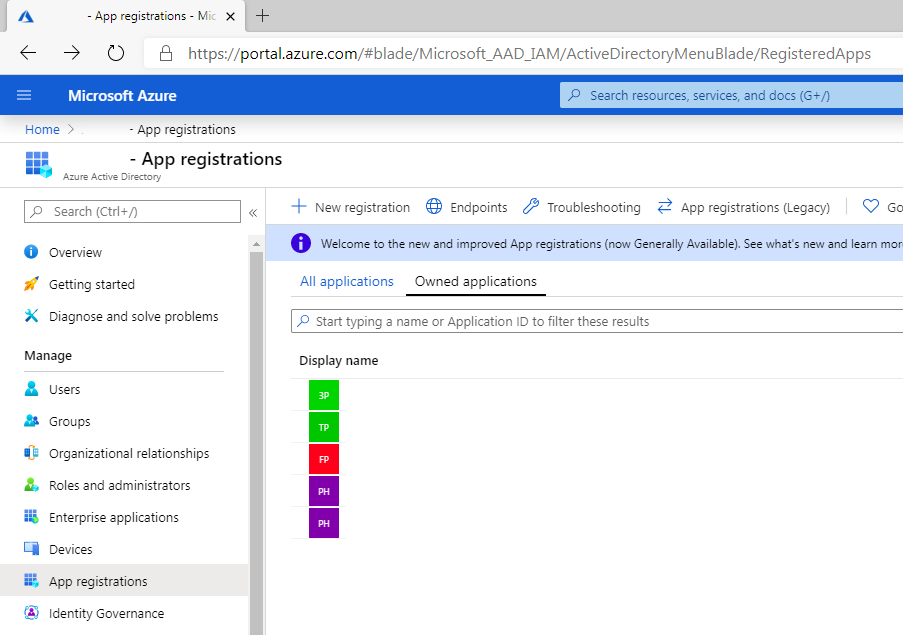 - App registrations - Mic
https://portal.azure.com/#blade/Microsoft_AAD_IAM/ActiveDirectoryMenuBlade/RegisteredApps
Microsoft Azure
Search resources, services, and docs (G+/)
Home > - App registrations
- App registrations
Azure Active Directory
Search (Ctrl+/)
«
Overview
Getting started
Diagnose and solve problems
Manage
Users
Groups
Organizational relationships
Roles and administrators
Enterprise applications
Devices
App registrations
Identity Governance
New registration
Endpoints
Troubleshooting
App registrations (Legacy)
Go
Welcome to the new and improved App registrations (now Generally Available). See what's new and learn mor
All applications
Owned applications
Start typing a name or Application ID to filter these results
Display name
3P
TP
FP
PH
PH